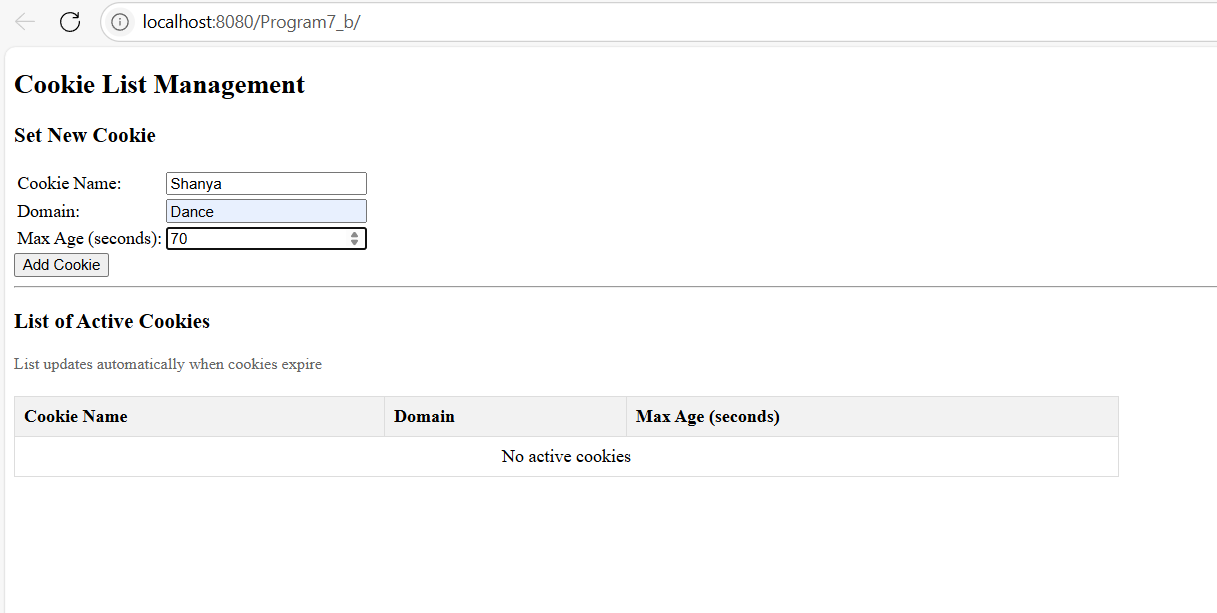 localhost:8080/Program7_b/
Cookie List Management
Set New Cookie
Cookie Name: Shanya
Domain: Dance
Max Age (seconds): 70
Add Cookie
List of Active Cookies
List updates automatically when cookies expire
Cookie Name Domain Max Age (seconds)
No active cookies